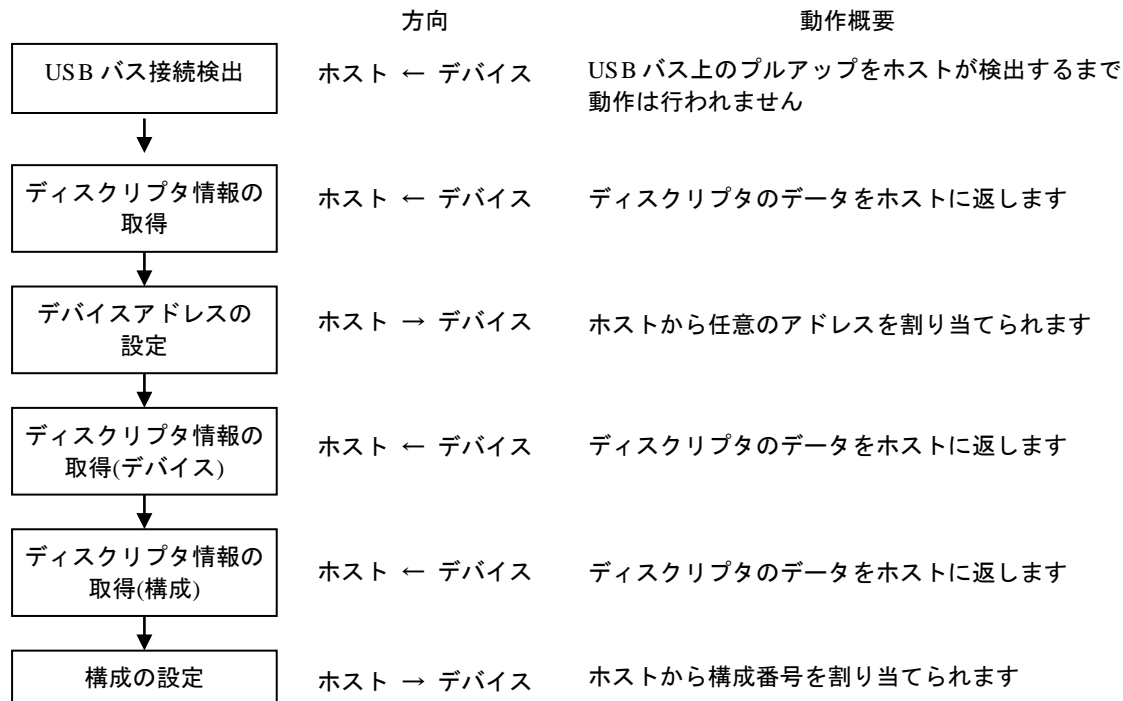 方向 動作概要
USB バス接続検出 ホスト ← デバイス USB バス上のプルアップをホストが検出するまで
動作は行われません
ディスクリプタ情報の
取得 ホスト ← デバイス ディスクリプタのデータをホストに返します
デバイスアドレスの
設定 ホスト → デバイス ホストから任意のアドレスを割り当てられます
ディスクリプタ情報の
取得(デバイス) ホスト ← デバイス ディスクリプタのデータをホストに返します
ディスクリプタ情報の
取得(構成) ホスト ← デバイス ディスクリプタのデータをホストに返します
構成の設定 ホスト → デバイス ホストから構成番号を割り当てられます